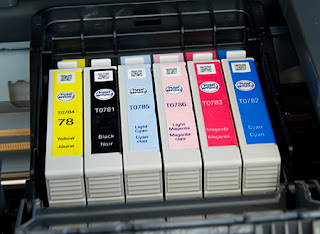 78
T0784
78
Yellow
Jaune
T0781
Black
Noir
T0785
Light
Cyan
Cyan
T0786
Light
Magenta
Magenta
clair
T0783
Magenta
Magenta
T0782
Cyan
Cyan